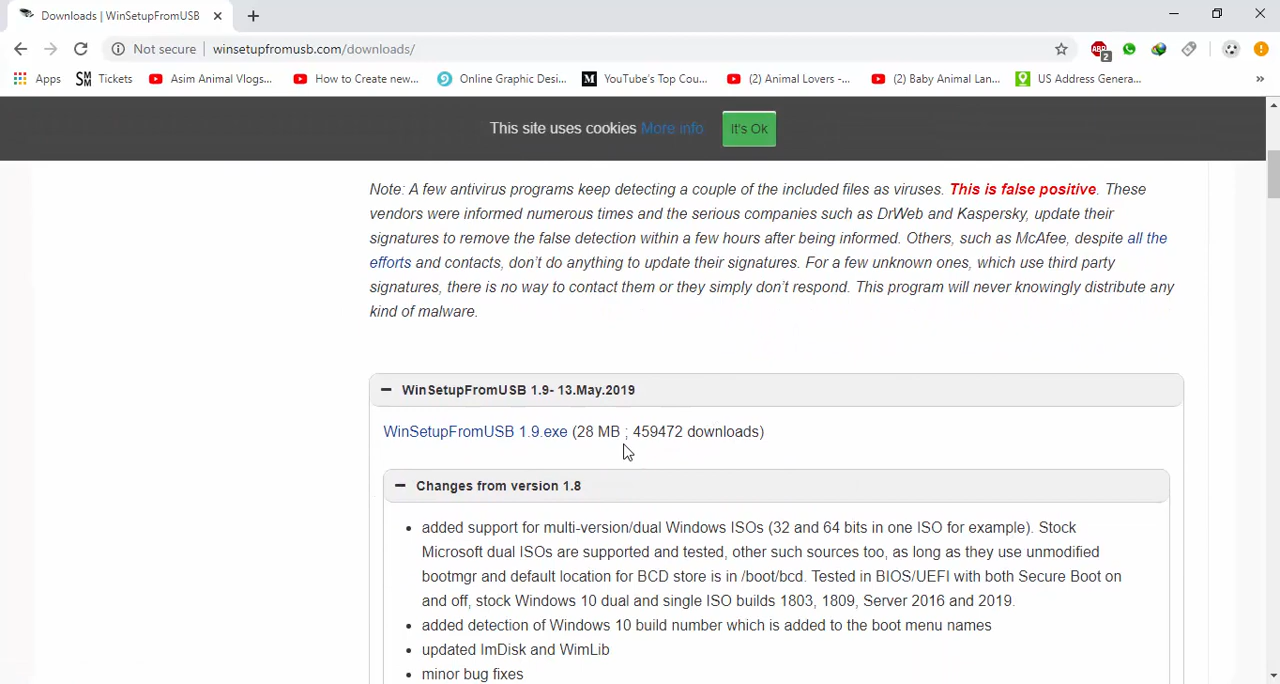 Downloads | WinSetupFromUSB
Not secure
winsetupfromusb.com/downloads/
ABP
2
Apps
SM Tickets
Asim Animal Vlogs...
How to Create new...
Online Graphic Desi...
M YouTube's Top Cou...
(2) Animal Lovers -...
(2) Baby Animal Lan...
US Address Genera...
»
This site uses cookies More info
It's Ok
Note: A few antivirus programs keep detecting a couple of the included files as viruses. This is false positive. These
vendors were informed numerous times and the serious companies such as DrWeb and Kaspersky, update their
signatures to remove the false detection within a few hours after being informed. Others, such as McAfee, despite all the
efforts and contacts, don't do anything to update their signatures. For a few unknown ones, which use third party
signatures, there is no way to contact them or they simply don't respond. This program will never knowingly distribute any
kind of malware.
WinSetupFromUSB 1.9- 13.May.2019
WinSetupFromUSB 1.9.exe (28 MB ; 459472 downloads)
Changes from version 1.8
• added support for multi-version/dual Windows ISOs (32 and 64 bits in one ISO for example). Stock
Microsoft dual ISOs are supported and tested, other such sources too, as long as they use unmodified
bootmgr and default location for BCD store is in /boot/bcd. Tested in BIOS/UEFI with both Secure Boot on
and off, stock Windows 10 dual and single ISO builds 1803, 1809, Server 2016 and 2019.
• added detection of Windows 10 build number which is added to the boot menu names
• updated ImDisk and WimLib
• minor bug fixes